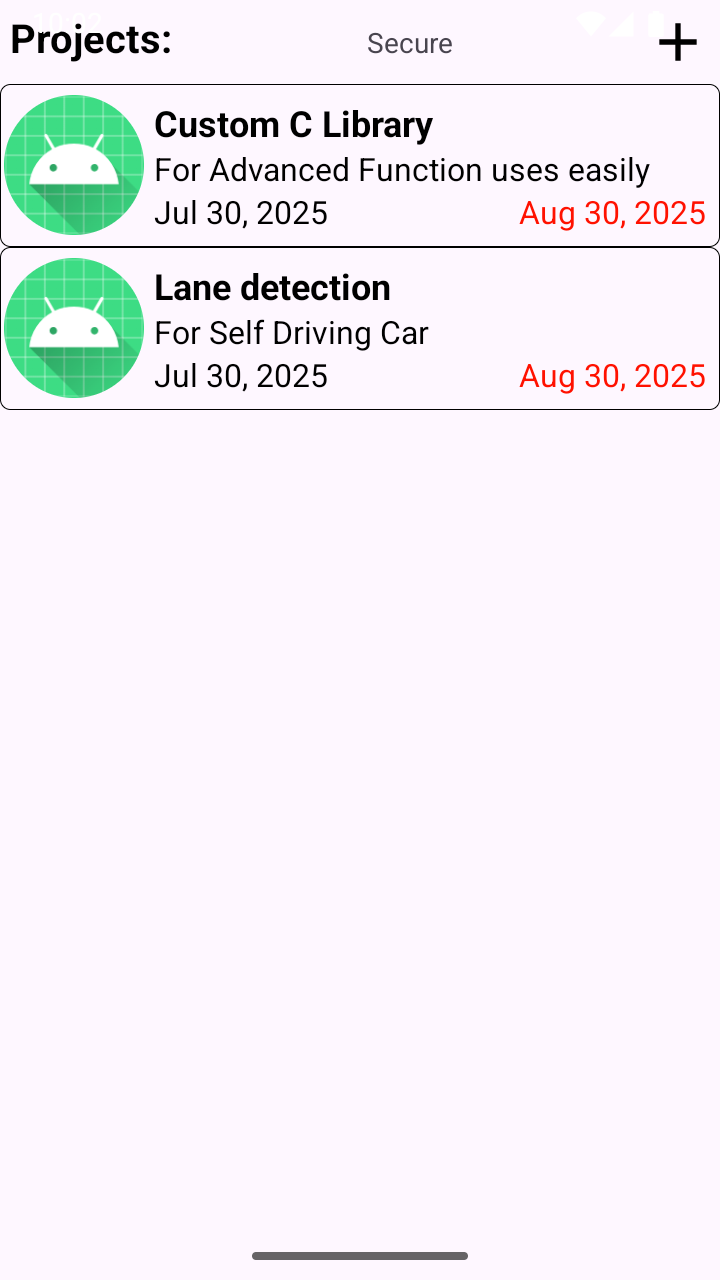 Projects:
Secure
Custom C Library
For Advanced Function uses easily
Jul 30, 2025
Aug 30, 2025
Lane detection
For Self Driving Car
Jul 30, 2025
Aug 30, 2025